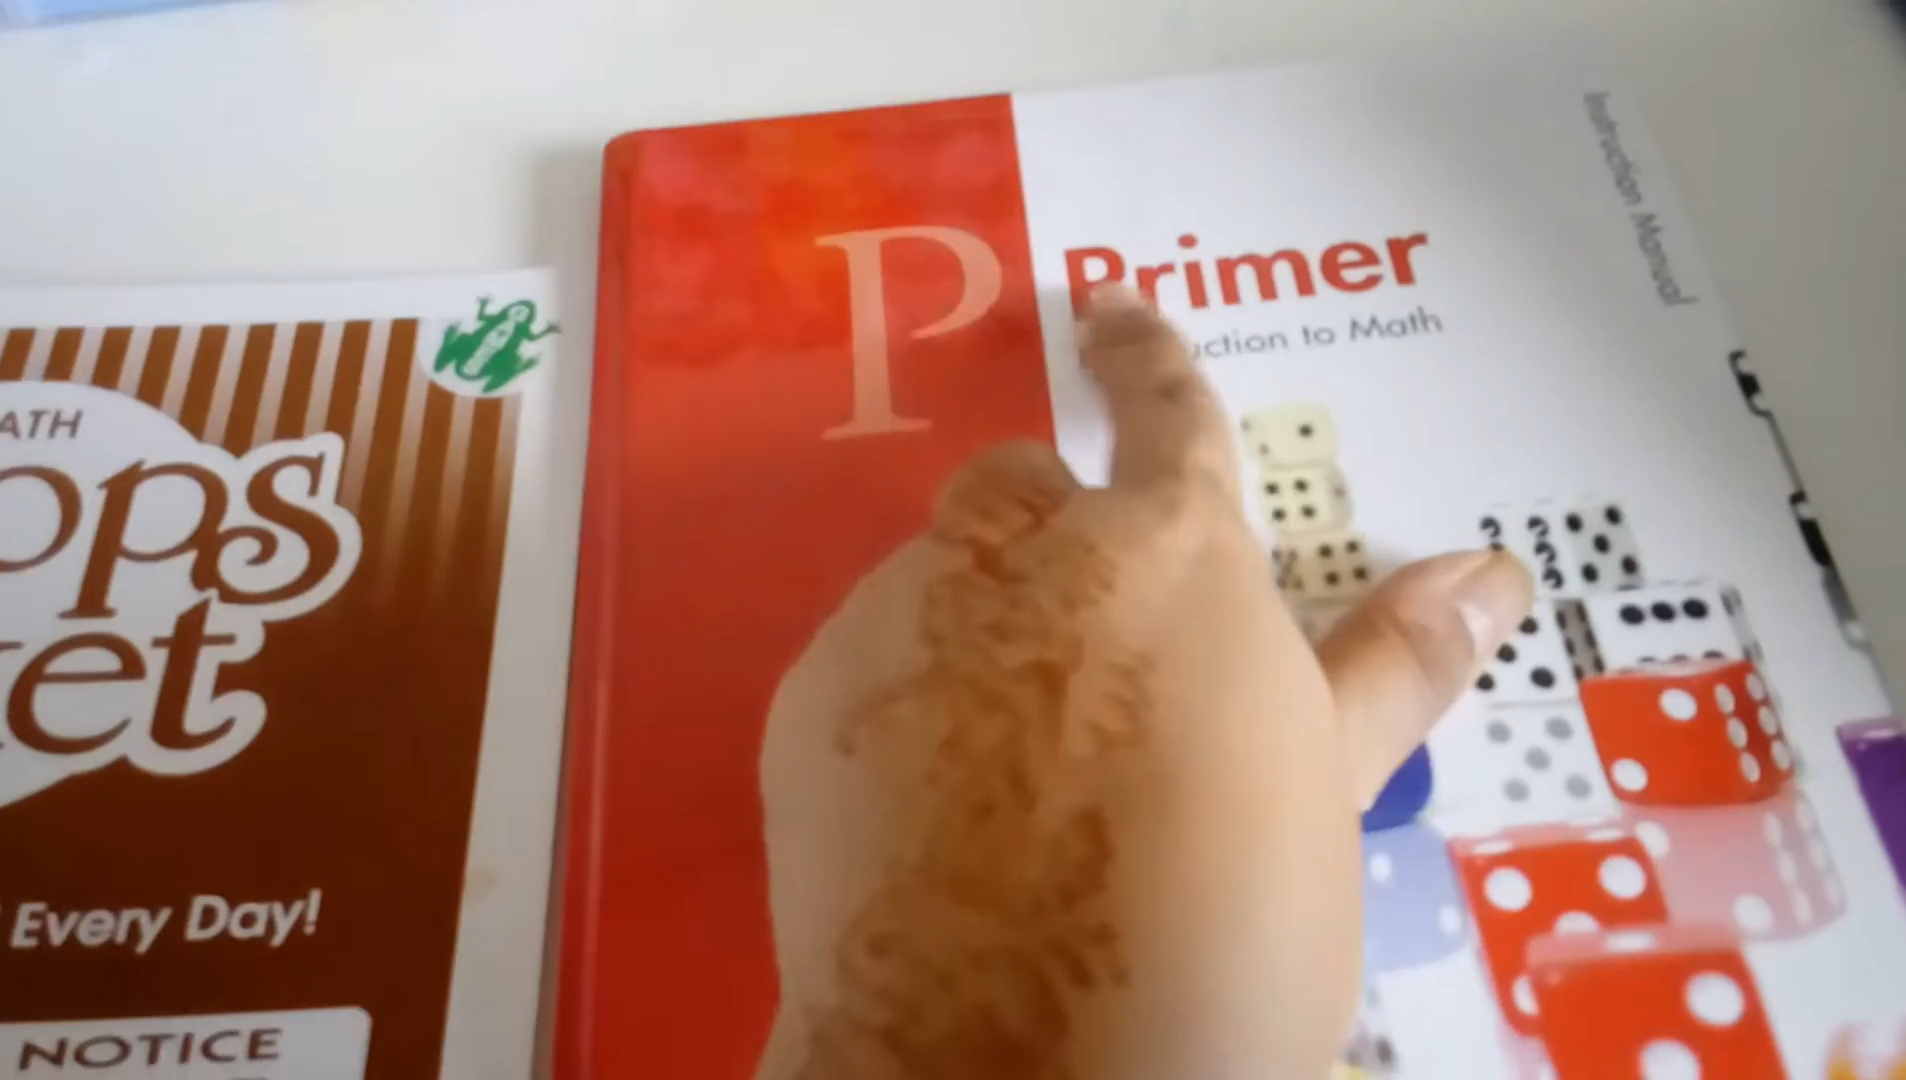 ATH
ops
et
Every Day!
NOTICE
P
Primer
uction to Math
Instruction Manual